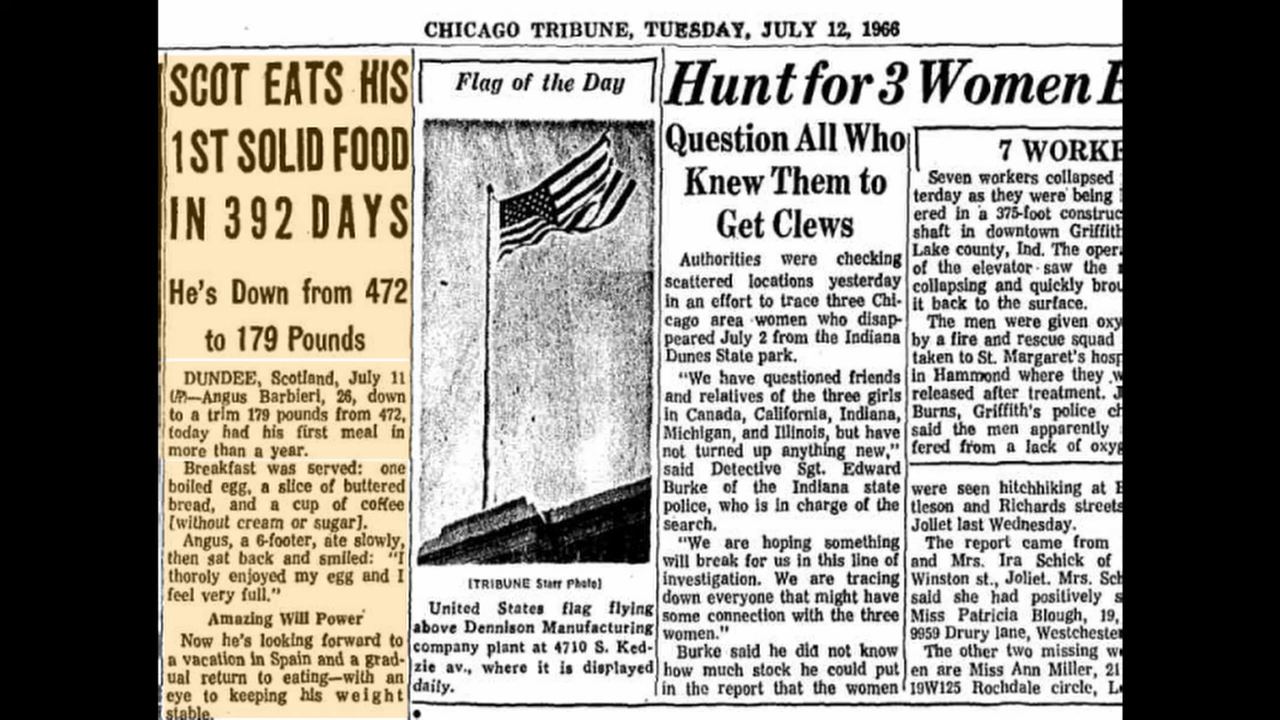 CHICAGO TRIBUNE, TUESDAY, JULY 12, 1966
SCOT EATS HIS
1ST SOLID FOOD
IN 392 DAYS
He's Down from 472
to 179 Pounds
DUNDEE, Scotland, July 11
(AP)—Angus Barbieri, 26, down
to a trim 179 pounds from 472,
today had his first meal in
more than a year.
Breakfast was served: one
boiled egg, a slice of buttered
bread, and a cup of coffee
[without cream or sugar].
Angus, a 6-footer, ate slowly,
then sat back and smiled: "I
thoroly enjoyed my egg and I
feel very full."
Amazing Will Power
Now he's looking forward to
a vacation in Spain and a grad-
ual return to eating—with an
eye to keeping his weight
stable.
Flag of the Day
[TRIBUNE Staff Photo]
United States flag flying
above Dennison Manufacturing
company plant at 4710 S. Ked-
zie av., where it is displayed
daily.
Hunt for 3 Women
Question All Who
Knew Them to
Get Clews
Authorities were checking
scattered locations yesterday
in an effort to trace three Chi-
cago area women who disap-
peared July 2 from the Indiana
Dunes State park.
"We have questioned friends
and relatives of the three girls
in Canada, California, Indiana,
Michigan, and Illinois, but have
not turned up anything new,"
said Detective Sgt. Edward
Burke of the Indiana state
police, who is in charge of the
search.
"We are hoping something
will break for us in this line of
investigation. We are tracing
down everyone that might have
some connection with the three
women."
Burke said he did not know
how much stock he could put
in the report that the women
7 WORKE
Seven workers collapsed
terday as they were being
ered in a 375-foot construc
shaft in downtown Griffith
Lake county, Ind. The oper
of the elevator saw the
collapsing and quickly brou
it back to the surface.
The men were given oxy
by a fire and rescue squad
taken to St. Margaret's hosp
in Hammond where they w
released after treatment. J
Burns, Griffith's police ch
said the men apparently
fered from a lack of oxyg
were seen hitchhiking at E
tleson and Richards streets
Joliet last Wednesday.
The report came from
and Mrs. Ira Schick of
Winston st., Joliet. Mrs. Sch
said she had positively s
Miss Patricia Blough, 19,
9959 Drury lane, Westchester
The other two missing w
en are Miss Ann Miller, 21
19W125 Rochdale circle, L